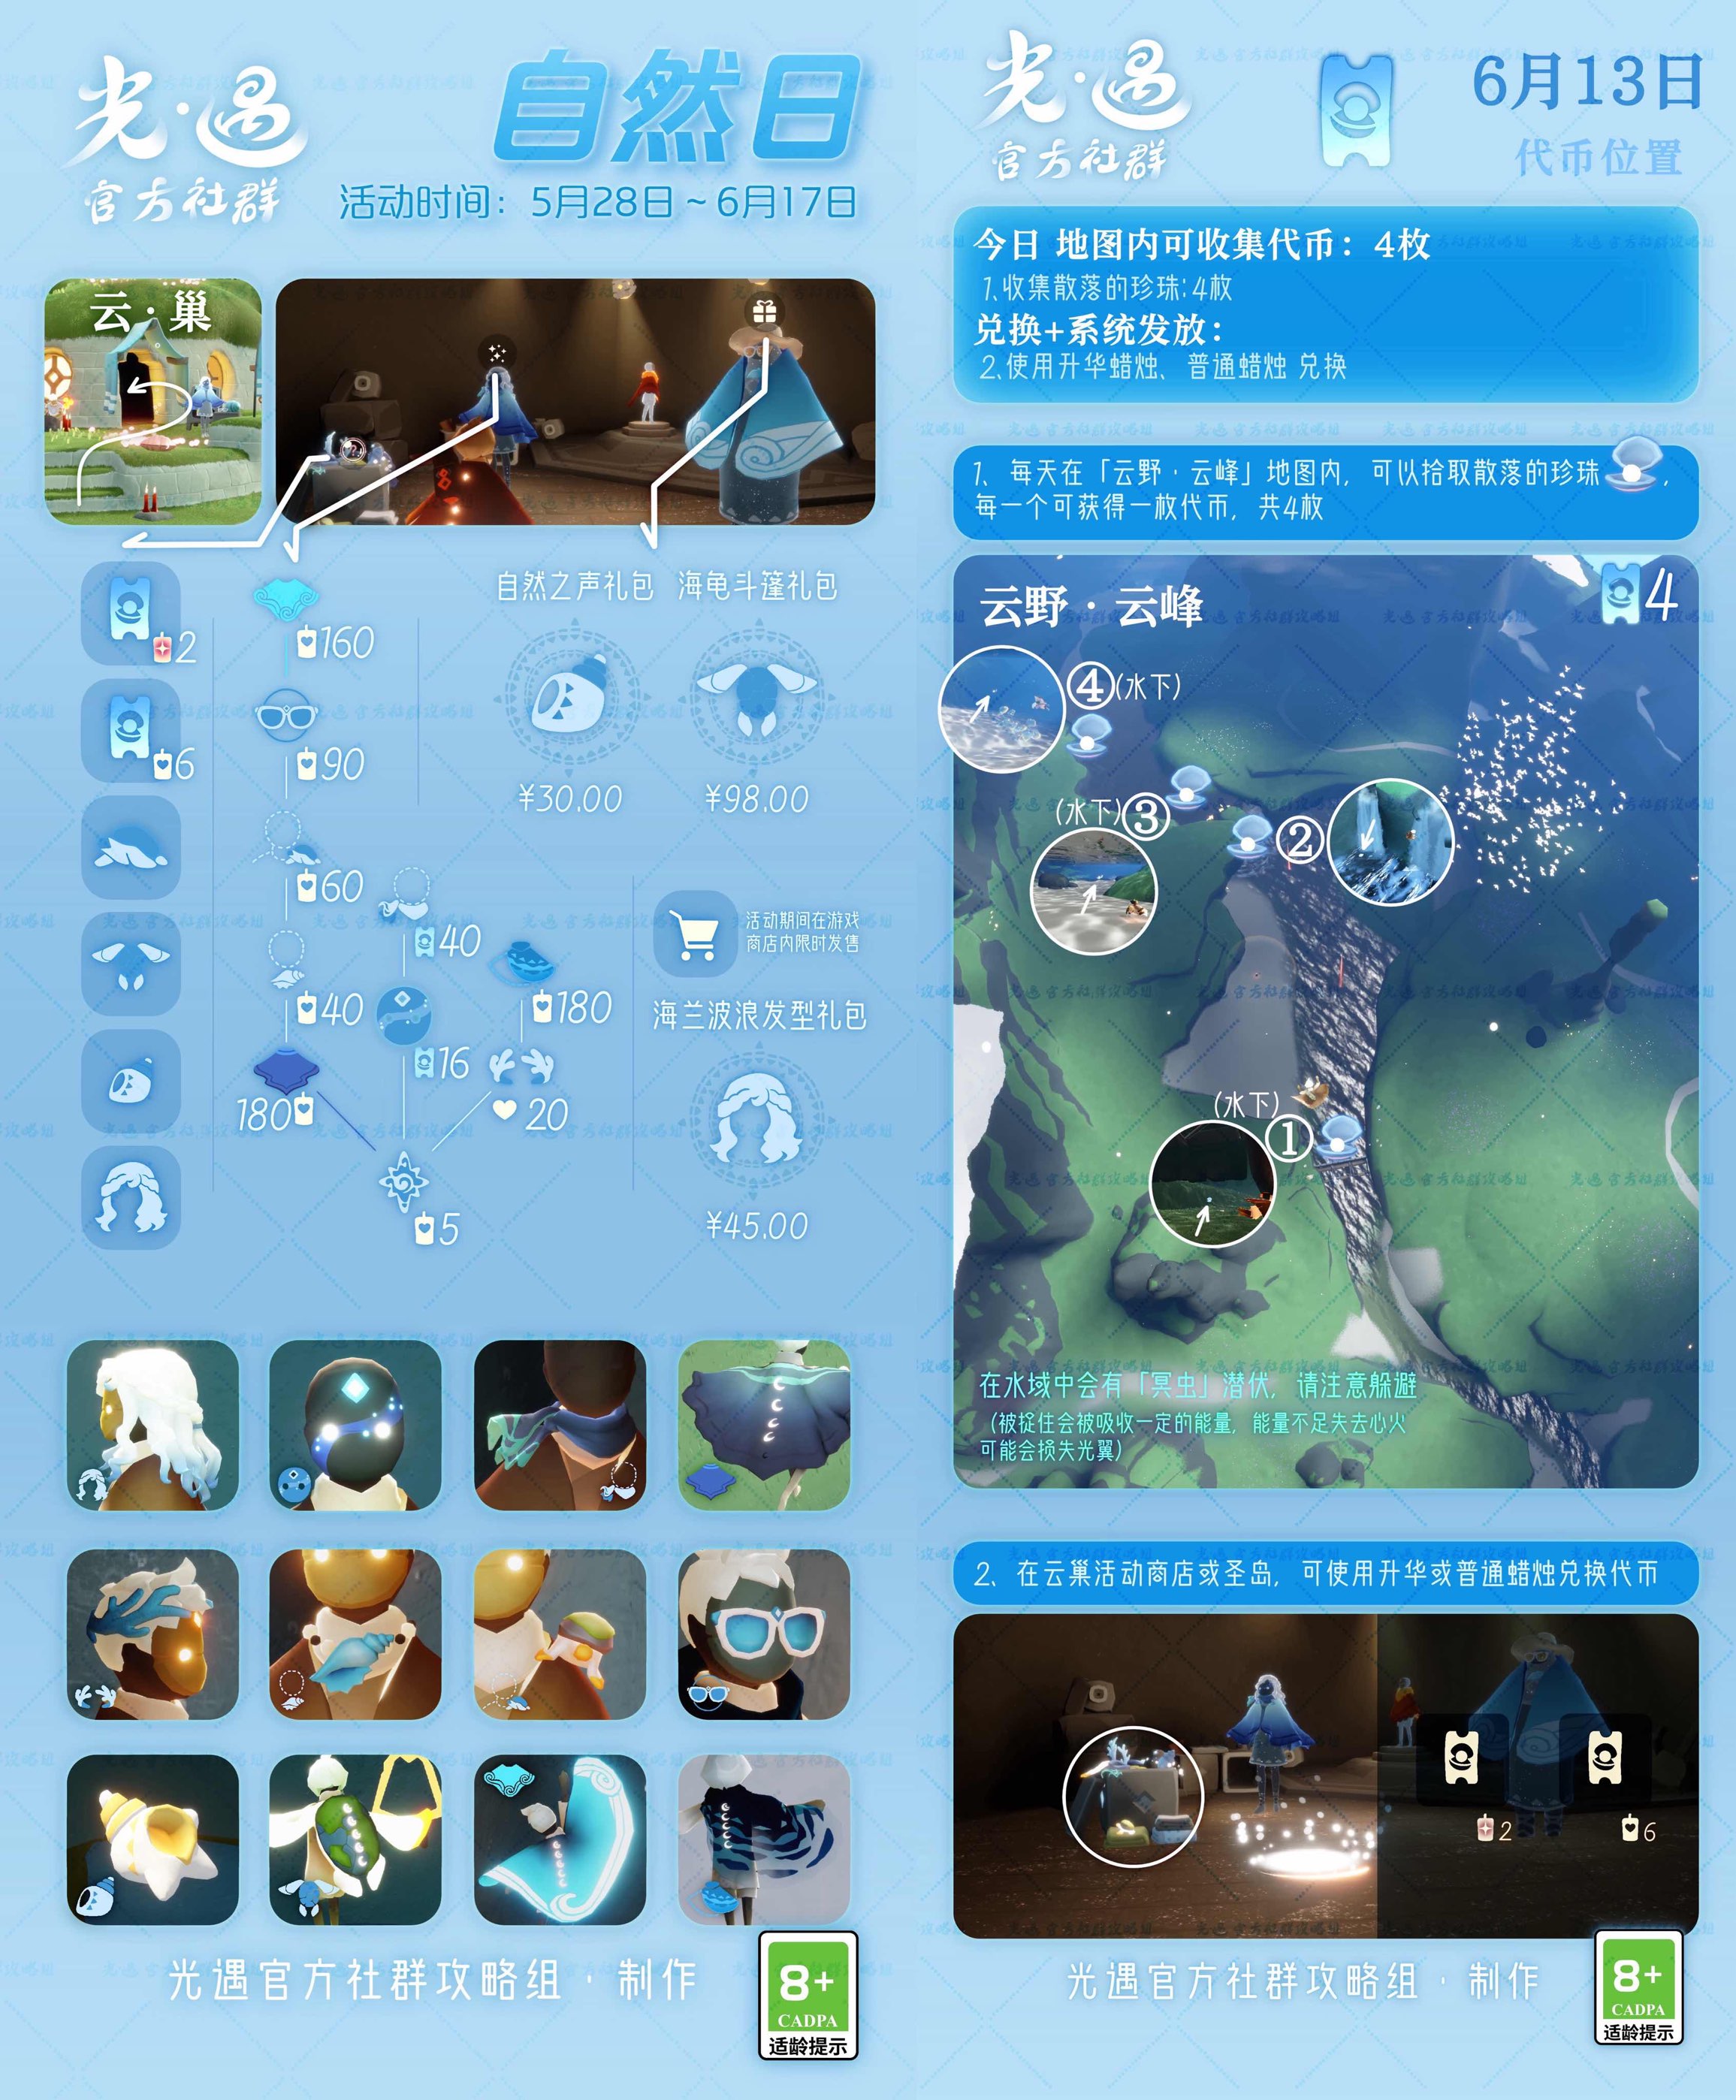 光·遇
官方社群
自然日
活动时间：5月28日~6月17日
云·巢
2
6
160
90
60
40
180
40
16
180
20
5
自然之声礼包
海龟斗篷礼包
¥30.00
¥98.00
活动期间在游戏
商店内限时发售
海兰波浪发型礼包
¥45.00
光遇官方社群攻略组·制作
8+
CADPA
适龄提示
光·遇
官方社群
6月13日
代币位置
今日 地图内可收集代币：4枚
1、收集散落的珍珠:4枚
兑换+系统发放：
2、使用升华蜡烛、普通蜡烛 兑换
1、每天在「云野·云峰」地图内，可以拾取散落的珍珠，
每一个可获得一枚代币，共4枚
云野·云峰
4
④(水下)
(水下)③
②
(水下)
①
在水域中会有「冥虫」潜伏，请注意躲避
（被捉住会被吸收一定的能量，能量不足失去心火
可能会损失光翼）
2、在云巢活动商店或圣岛，可使用升华或普通蜡烛兑换代币
2
6
光遇官方社群攻略组·制作
8+
CADPA
适龄提示